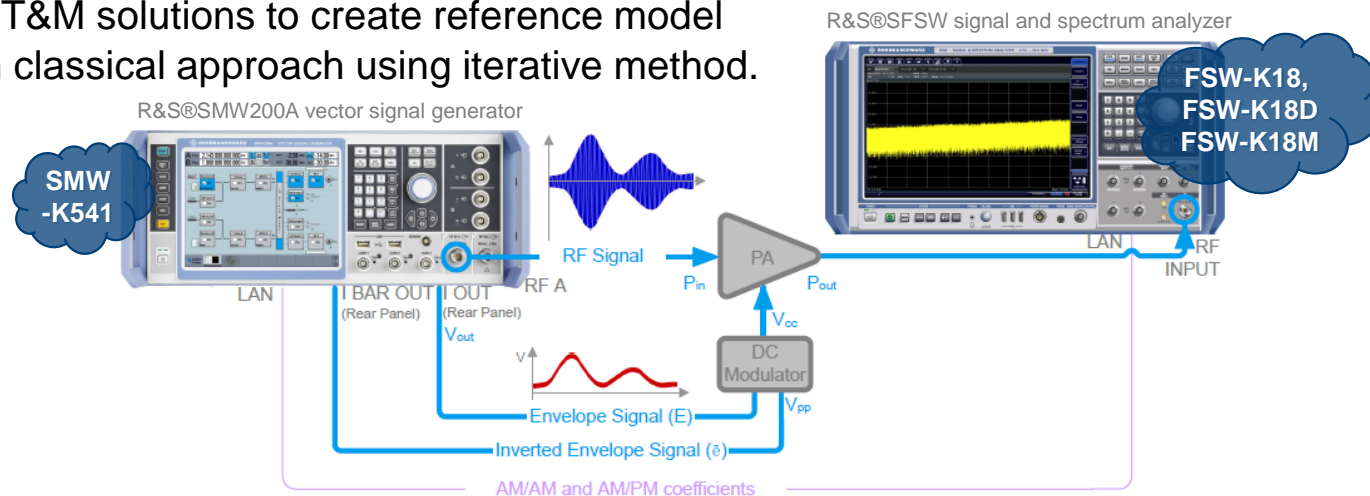 T&M solutions to create reference model
classical approach using iterative method.
R&S®SFSW signal and spectrum analyzer
R&S®SMW200A vector signal generator
FSW-K18,
FSW-K18D
FSW-K18M
SMW
-K541
ROHDE & SCHWARZ
RF Signal
PA
Pin
Pout
LAN
RF
INPUT
LAN
I BAR OUT
(Rear Panel)
I OUT
(Rear Panel)
RF A
Vout
Vcc
DC
Modulator
V
Vpp
Envelope Signal (E)
Inverted Envelope Signal (ē)
AM/AM and AM/PM coefficients